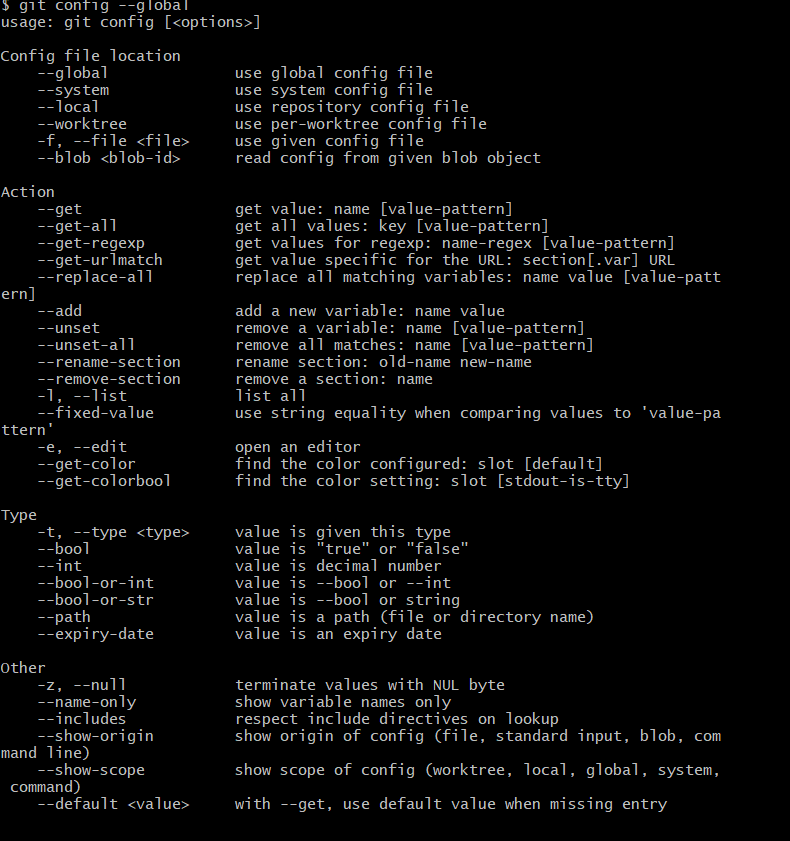 $ git config --global
usage: git config [<options>]

Config file location
    --global              use global config file
    --system              use system config file
    --local               use repository config file
    --worktree            use per-worktree config file
    -f, --file <file>     use given config file
    --blob <blob-id>      read config from given blob object

Action
    --get                 get value: name [value-pattern]
    --get-all             get all values: key [value-pattern]
    --get-regexp          get values for regexp: name-regex [value-pattern]
    --get-urlmatch        get value specific for the URL: section[.var] URL
    --replace-all         replace all matching variables: name value [value-patt
ern]
    --add                 add a new variable: name value
    --unset               remove a variable: name [value-pattern]
    --unset-all           remove all matches: name [value-pattern]
    --rename-section      rename section: old-name new-name
    --remove-section      remove a section: name
    -l, --list            list all
    --fixed-value         use string equality when comparing values to 'value-pa
ttern'
    -e, --edit            open an editor
    --get-color           find the color configured: slot [default]
    --get-colorbool       find the color setting: slot [stdout-is-tty]

Type
    -t, --type <type>     value is given this type
    --bool                value is "true" or "false"
    --int                 value is decimal number
    --bool-or-int         value is --bool or --int
    --bool-or-str         value is --bool or string
    --path                value is a path (file or directory name)
    --expiry-date         value is an expiry date

Other
    -z, --null            terminate values with NUL byte
    --name-only           show variable names only
    --includes            respect include directives on lookup
    --show-origin         show origin of config (file, standard input, blob, com
mand line)
    --show-scope          show scope of config (worktree, local, global, system,
 command)
    --default <value>     with --get, use default value when missing entry